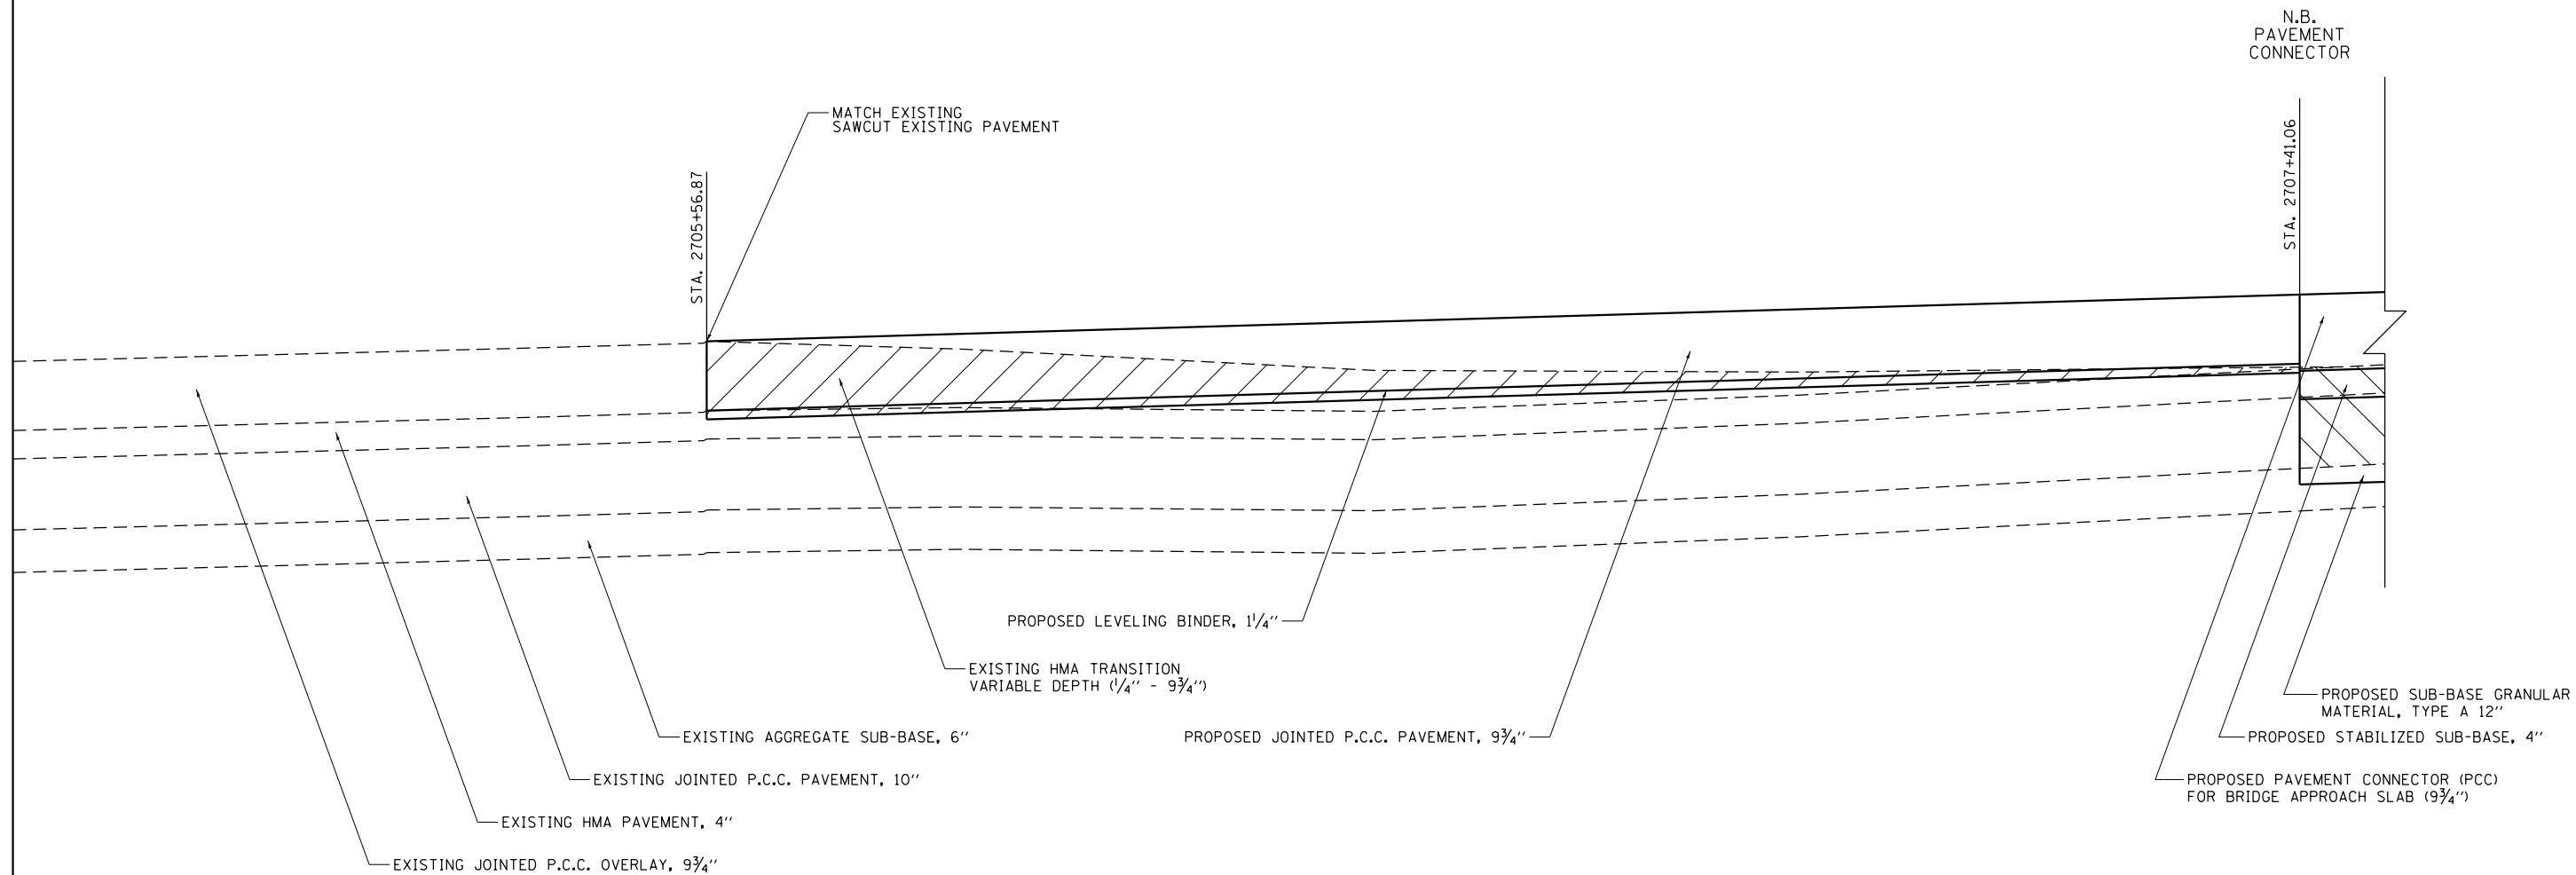 N.B.
PAVEMENT
CONNECTOR
MATCH EXISTING
SAWCUT EXISTING PAVEMENT
STA. 2705+56.87
STA. 2707+41.06
PROPOSED LEVELING BINDER, 1¼"
EXISTING HMA TRANSITION
VARIABLE DEPTH (¼" - 9¾")
PROPOSED SUB-BASE GRANULAR
MATERIAL, TYPE A 12"
EXISTING AGGREGATE SUB-BASE, 6"
PROPOSED JOINTED P.C.C. PAVEMENT, 9¾"
PROPOSED STABILIZED SUB-BASE, 4"
EXISTING JOINTED P.C.C. PAVEMENT, 10"
PROPOSED PAVEMENT CONNECTOR (PCC)
FOR BRIDGE APPROACH SLAB (9¾")
EXISTING HMA PAVEMENT, 4"
EXISTING JOINTED P.C.C. OVERLAY, 9¾"